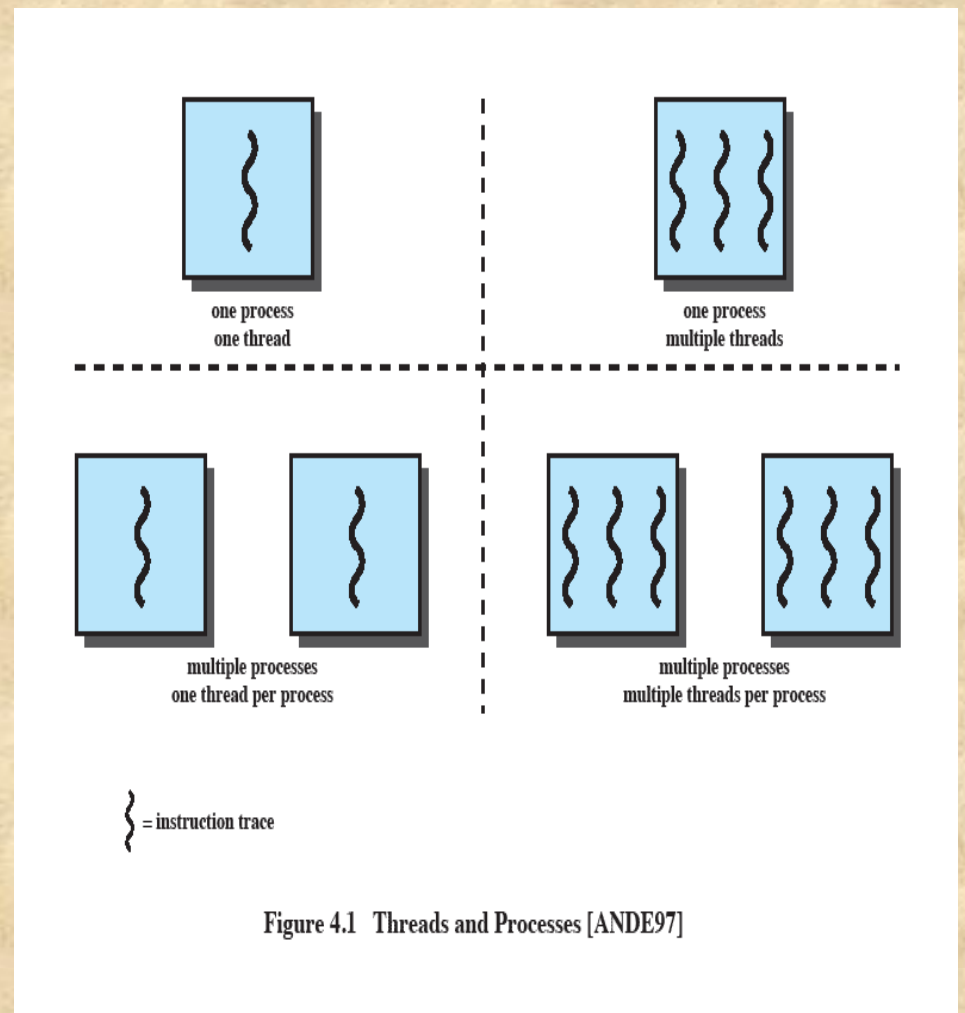 one process
one thread
one process
multiple threads
multiple processes
one thread per process
multiple processes
multiple threads per process
= instruction trace
Figure 4.1 Threads and Processes [ANDE97]